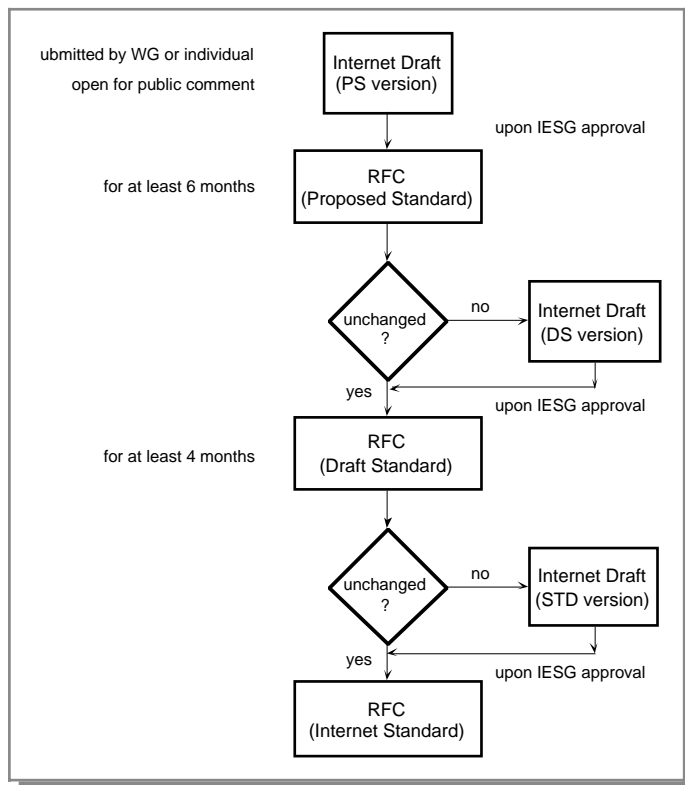 ubmitted by WG or individual
open for public comment
Internet Draft
(PS version)
upon IESG approval
for at least 6 months
RFC
(Proposed Standard)
unchanged
?
no
Internet Draft
(DS version)
yes
upon IESG approval
for at least 4 months
RFC
(Draft Standard)
unchanged
?
no
Internet Draft
(STD version)
yes
upon IESG approval
RFC
(Internet Standard)